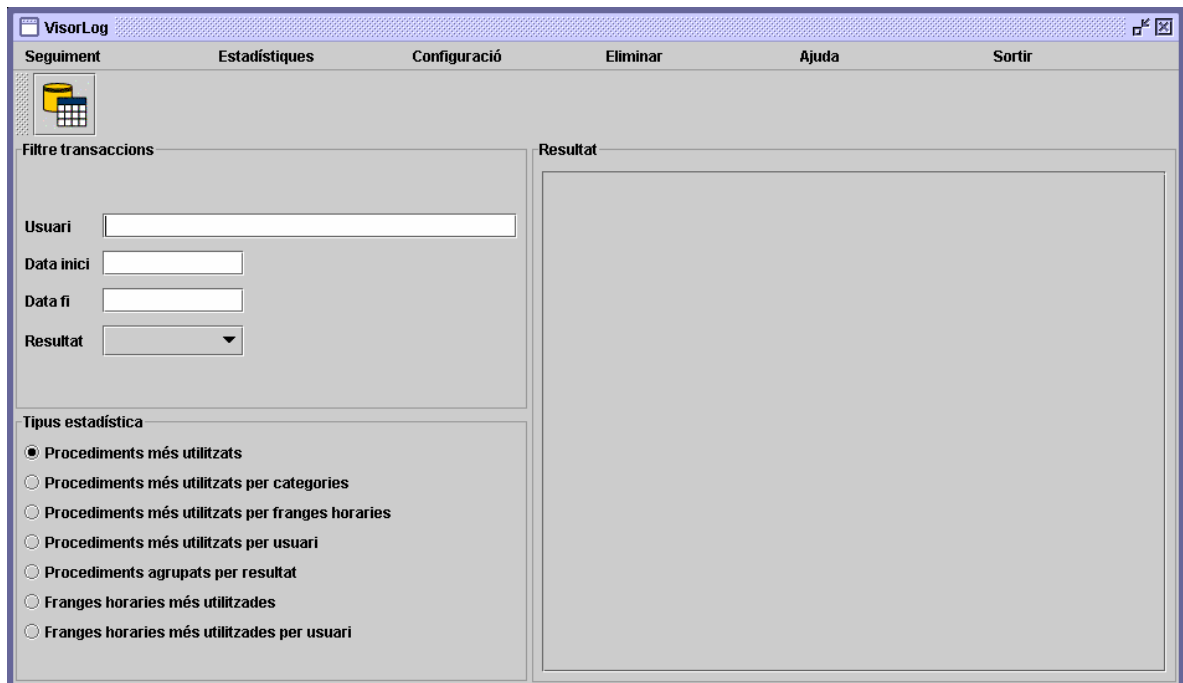 VisorLog
Seguiment Estadístiques Configuració Eliminar Ajuda Sortir
Filtre transaccions
Usuari
Data inici
Data fi
Resultat
Tipus estadística
Procediments més utilitzats
Procediments més utilitzats per categories
Procediments més utilitzats per franges horaries
Procediments més utilitzats per usuari
Procediments agrupats per resultat
Franges horaries més utilitzades
Franges horaries més utilitzades per usuari
Resultat